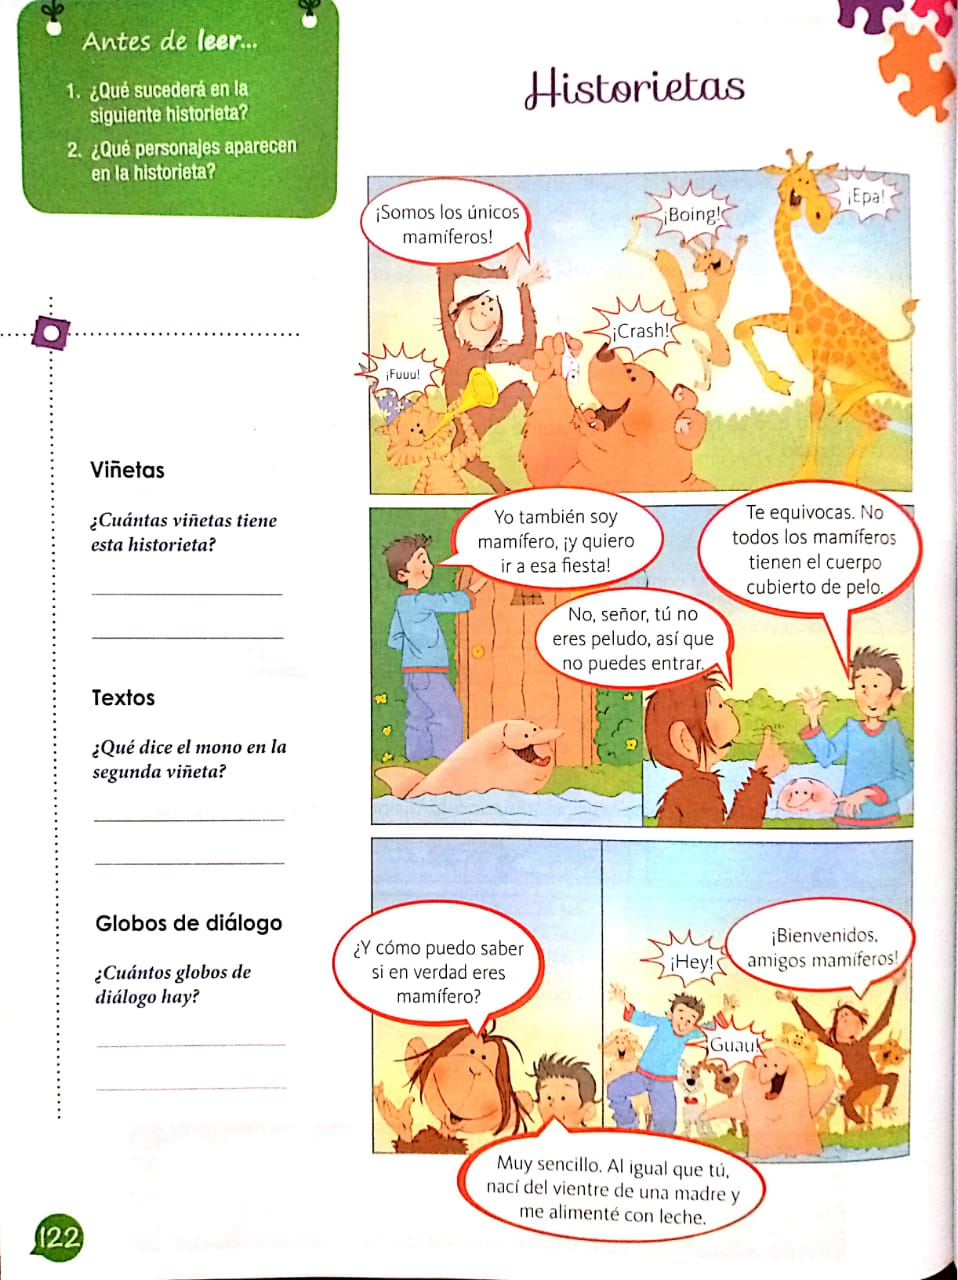 Antes de leer...
1. ¿Qué sucederá en la
siguiente historieta?
2. ¿Qué personajes aparecen
en la historieta?
Historietas
¡Somos los únicos
mamíferos!
¡Boing!
¡Epa!
¡Crash!
¡Fuuu!
Viñetas
¿Cuántas viñetas tiene
esta historieta?
Yo también soy
mamífero, ¡y quiero
ir a esa fiesta!
Te equivocas. No
todos los mamíferos
tienen el cuerpo
cubierto de pelo.
No, señor, tú no
eres peludo, así que
no puedes entrar.
Textos
¿Qué dice el mono en la
segunda viñeta?
Globos de diálogo
¿Cuántos globos de
diálogo hay?
¿Y cómo puedo saber
si en verdad eres
mamífero?
¡Hey!
¡Bienvenidos,
amigos mamíferos!
¡Guau!
Muy sencillo. Al igual que tú,
nací del vientre de una madre y
me alimenté con leche.
122